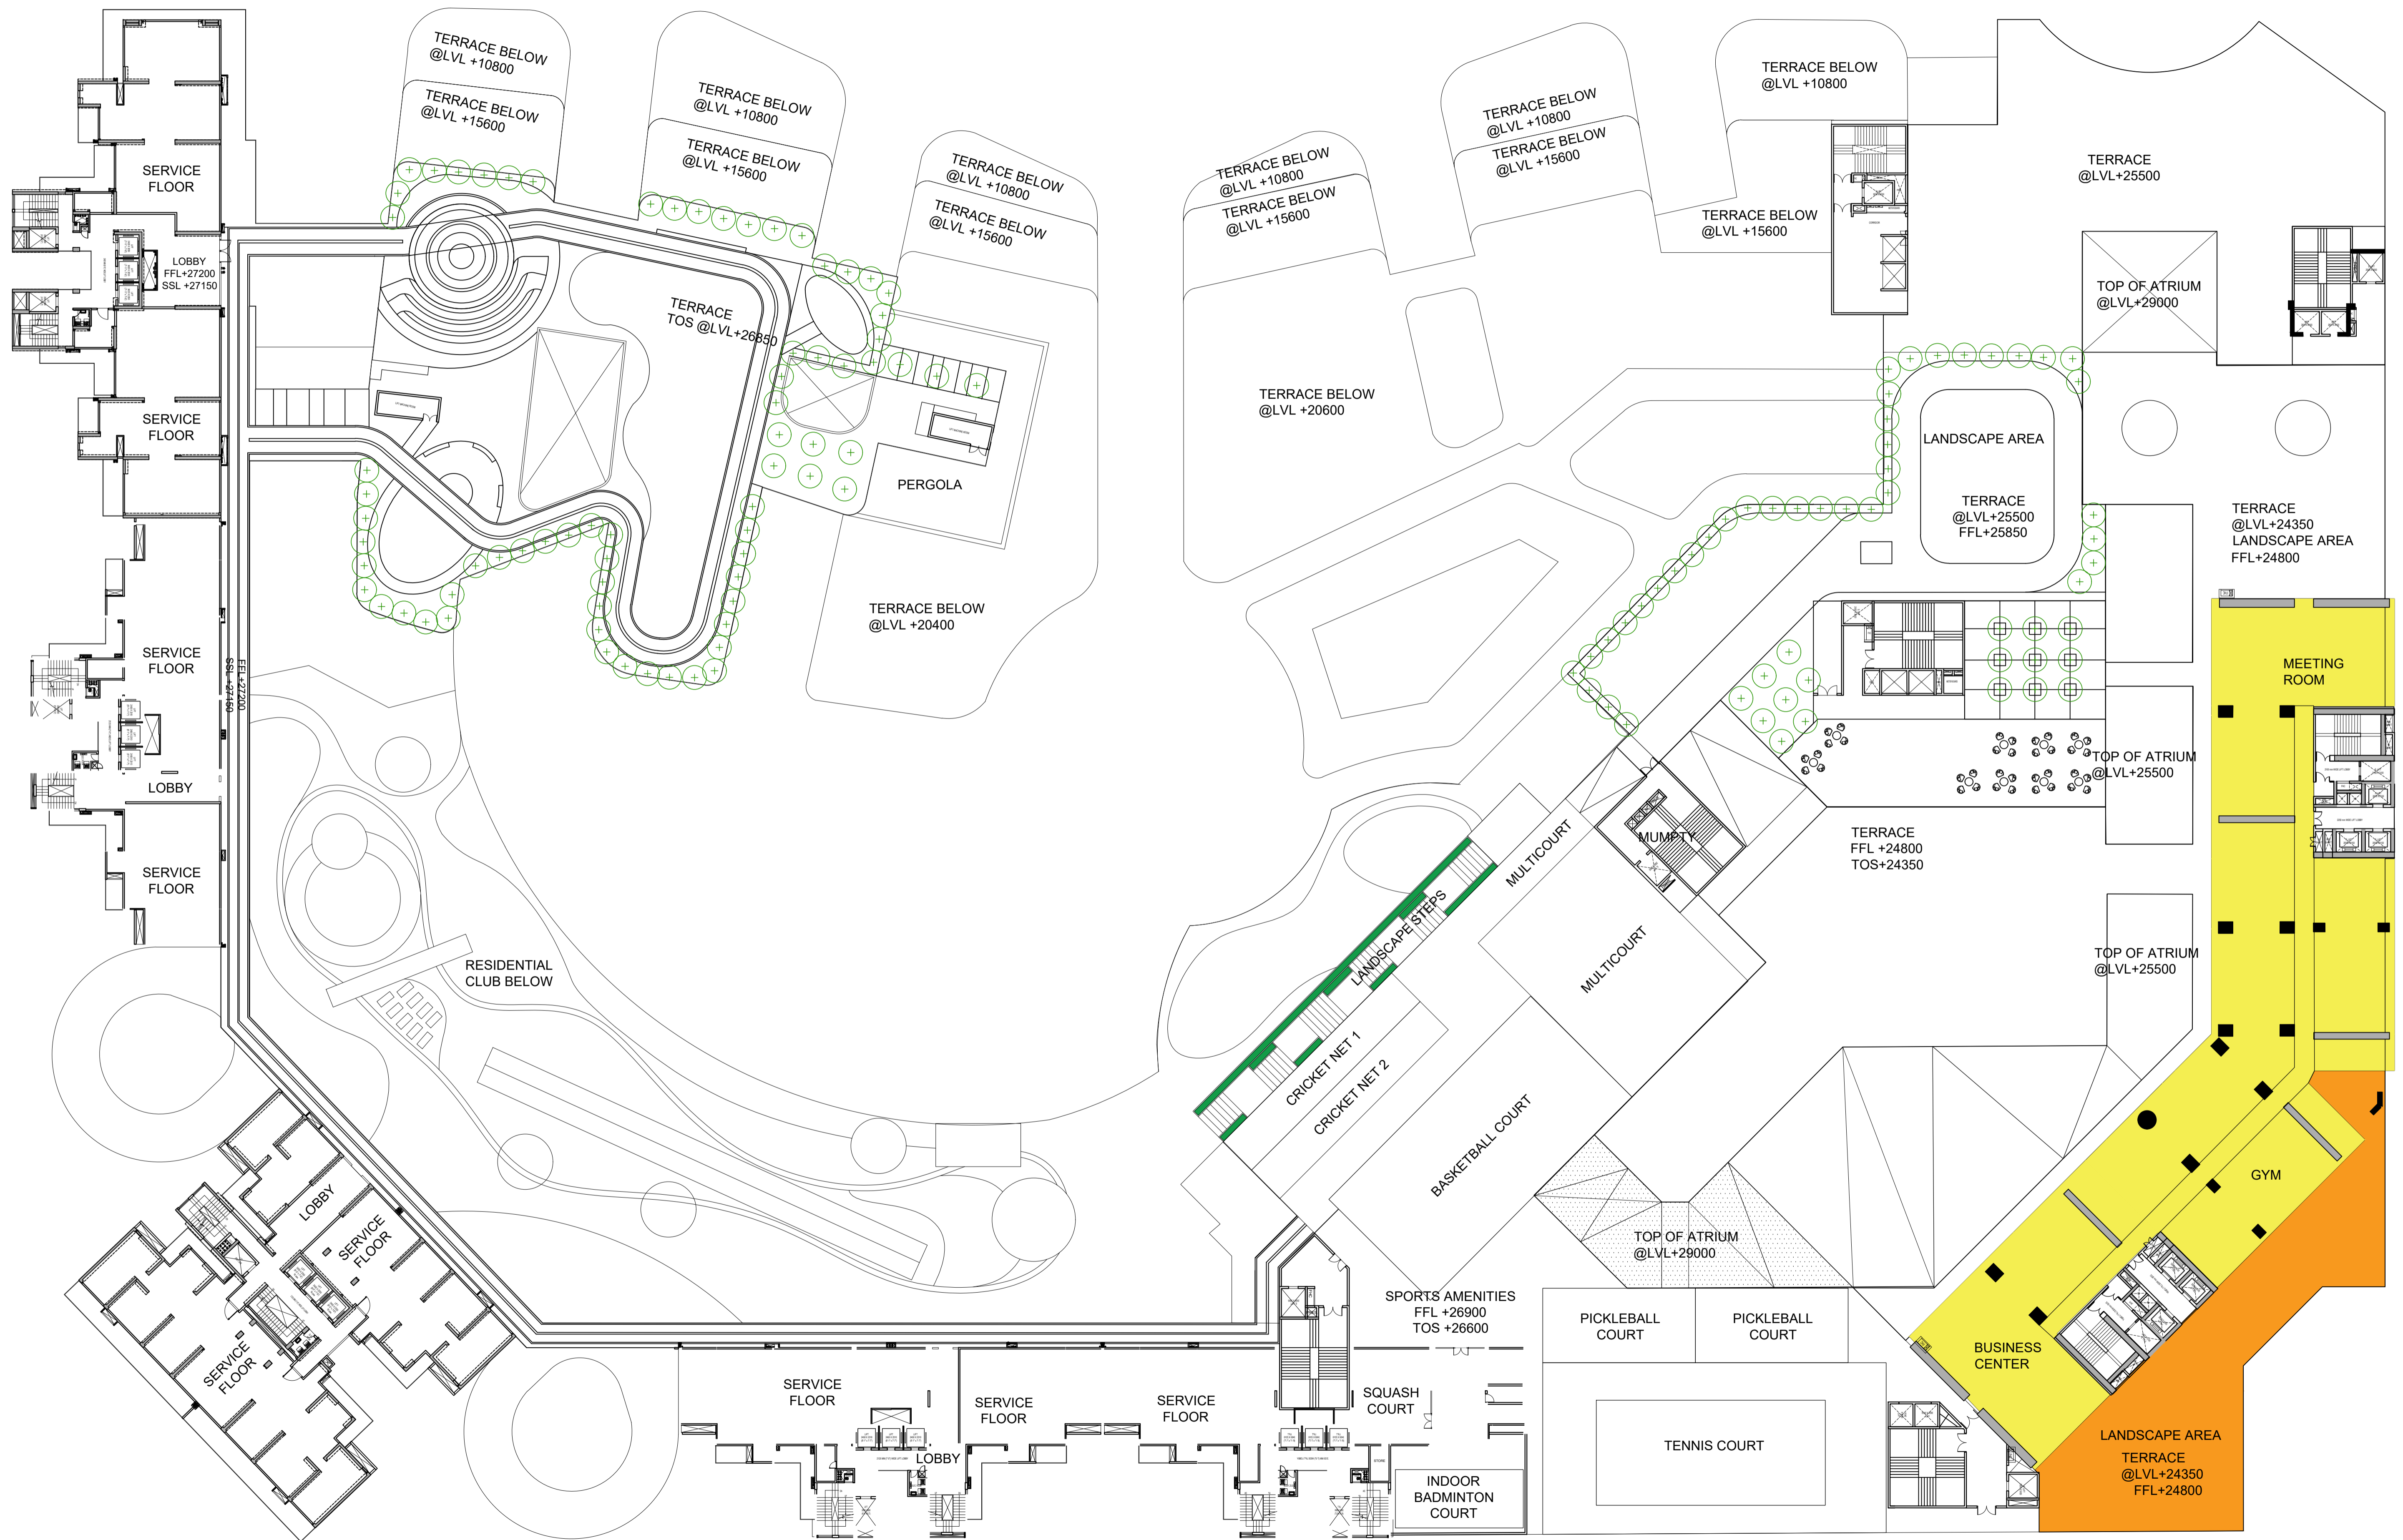 TERRACE BELOW
@LVL +10800
TERRACE BELOW
@LVL +15600
TERRACE BELOW
@LVL +10800
TERRACE BELOW
@LVL +15600
TERRACE BELOW
@LVL +10800
TERRACE BELOW
@LVL +15600
TERRACE BELOW
@LVL +10800
TERRACE BELOW
@LVL +15600
TERRACE BELOW
@LVL +10800
TERRACE BELOW
@LVL +15600
TERRACE BELOW
@LVL +10800
TERRACE BELOW
@LVL +15600
TERRACE
@LVL+25500
TOP OF ATRIUM
@LVL+29000
SERVICE
FLOOR
LOBBY
FFL+27200
SSL +27150
SERVICE
FLOOR
TERRACE
TOS @LVL+26850
PERGOLA
TERRACE BELOW
@LVL +20600
LANDSCAPE AREA
TERRACE
@LVL+25500
FFL+25850
TERRACE
@LVL+24350
LANDSCAPE AREA
FFL+24800
TERRACE BELOW
@LVL +20400
SERVICE
FLOOR
FFL+27200
SSL +27150
LOBBY
SERVICE
FLOOR
MEETING
ROOM
TOP OF ATRIUM
@LVL+25500
MUMPTY
TERRACE
FFL +24800
TOS+24350
MULTICOURT
LANDSCAPE STEPS
MULTICOURT
TOP OF ATRIUM
@LVL+25500
RESIDENTIAL
CLUB BELOW
CRICKET NET 1
CRICKET NET 2
BASKETBALL COURT
GYM
LOBBY
SERVICE
FLOOR
SERVICE
FLOOR
TOP OF ATRIUM
@LVL+29000
SPORTS AMENITIES
FFL +26900
TOS +26600
PICKLEBALL
COURT
PICKLEBALL
COURT
BUSINESS
CENTER
SERVICE
FLOOR
SERVICE
FLOOR
SERVICE
FLOOR
SQUASH
COURT
LOBBY
STORE
TENNIS COURT
INDOOR
BADMINTON
COURT
LANDSCAPE AREA
TERRACE
@LVL+24350
FFL+24800